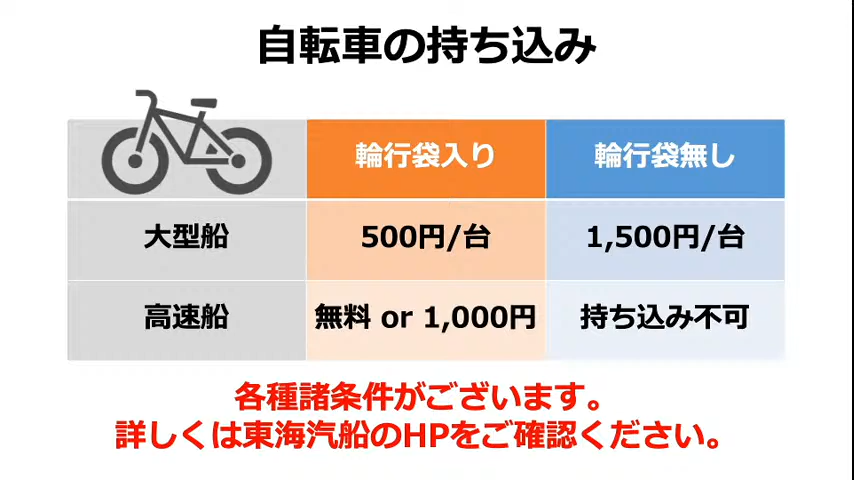 自転車の持ち込み
輪行袋入り 輪行袋無し
大型船 500円/台 1,500円/台
高速船 無料 or 1,000円 持ち込み不可
各種諸条件がございます。
詳しくは東海汽船のHPをご確認ください。